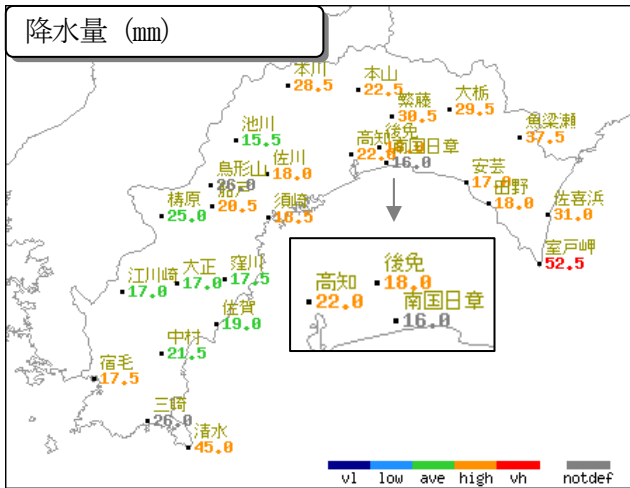 降水量 (mm)
本川
28.5
本山
22.5
繁藤
30.5
大栃
29.5
魚梁瀬
37.5
池川
15.5
後免
高知
22.0
南国日章
16.0
佐川
18.0
鳥形山
26.0
船戸
20.5
安芸
17.0
田野
18.0
佐喜浜
31.0
梼原
25.0
須崎
18.5
室戸岬
52.5
江川崎
17.0
大正
17.0
窪川
17.5
佐賀
19.0
後免
18.0
高知
22.0
南国日章
16.0
中村
21.5
宿毛
17.5
三崎
26.0
清水
45.0
vl low ave high vh notdef